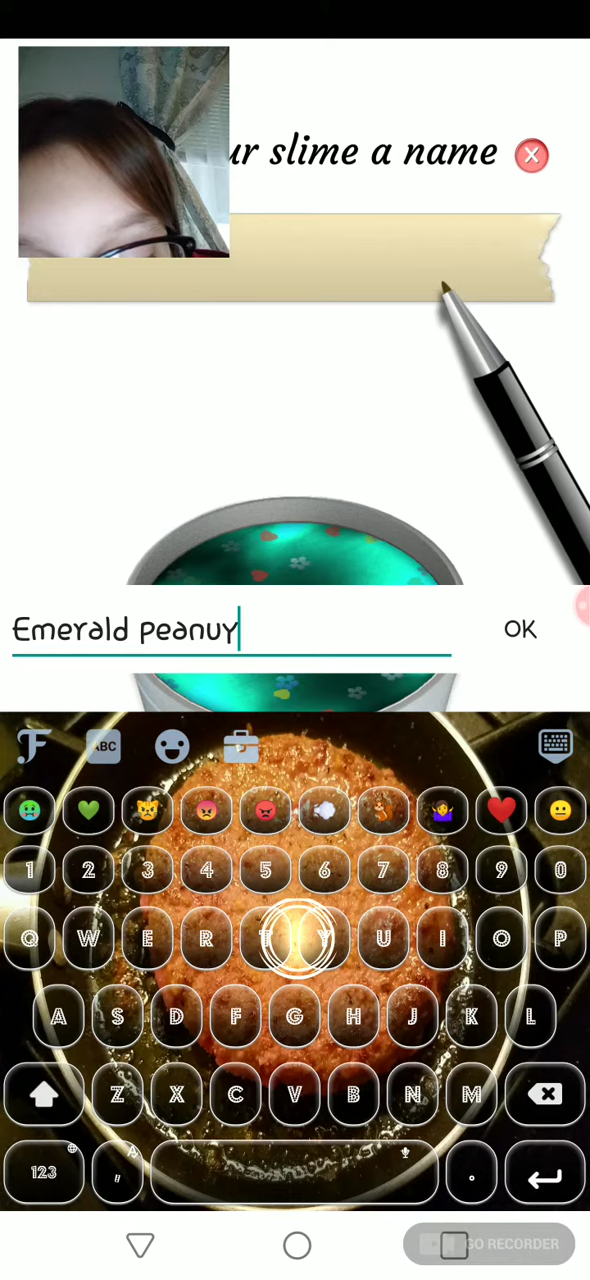 ur slime a name
Emerald peanuy
OK
ABC
1 2 3 4 5 6 7 8 9 0
Q W E R T Y U I O P
A S D F G H J K L
Z X C V B N M
123 , .
GO RECORDER